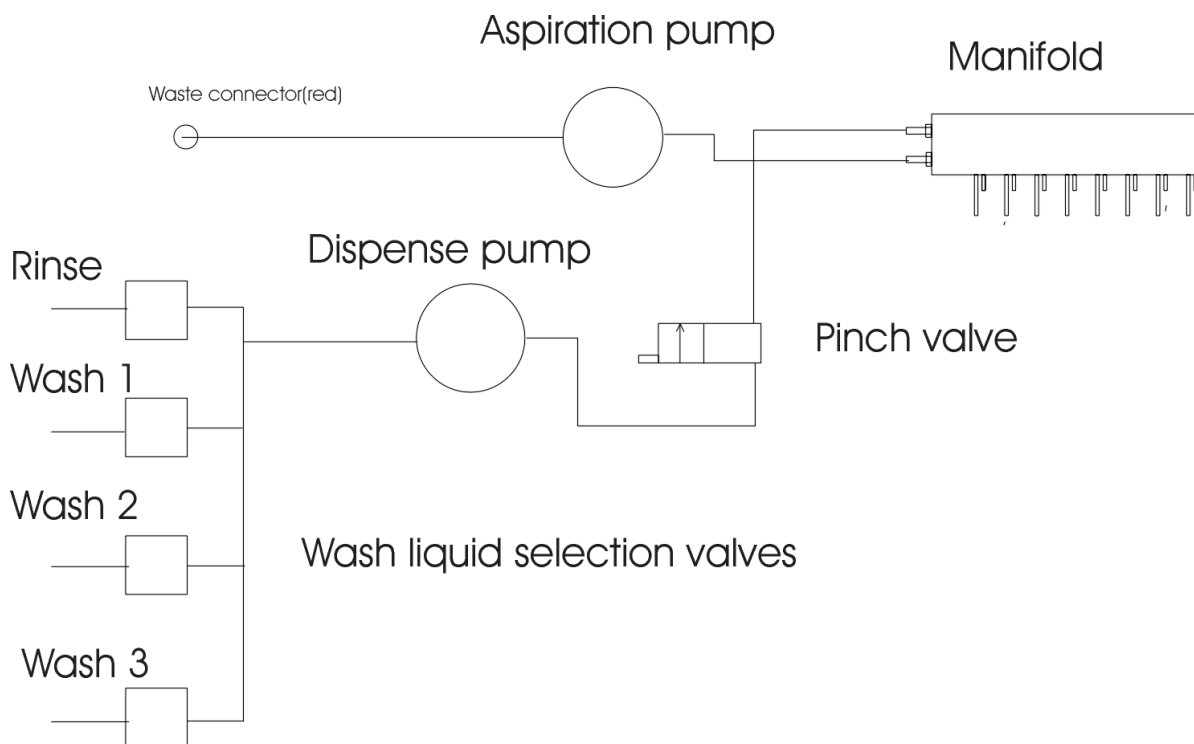 Aspiration pump
Manifold
Waste connector(red)
Dispense pump
Rinse
Pinch valve
Wash 1
Wash 2
Wash liquid selection valves
Wash 3